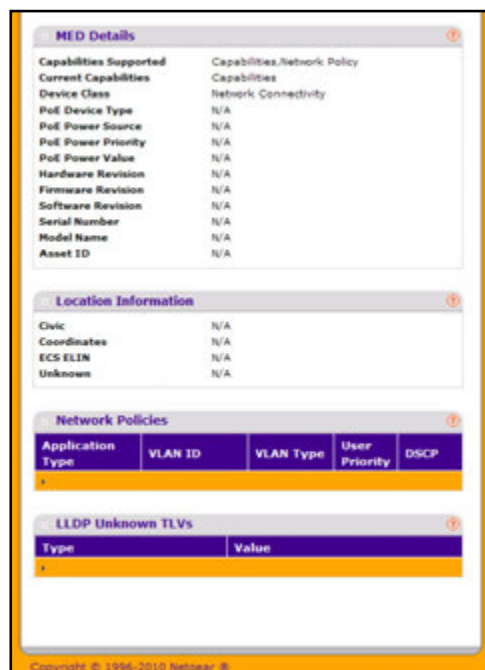 MED Details
Capabilities Supported Capabilities,Network Policy
Current Capabilities Capabilities
Device Class Network Connectivity
PoE Device Type N/A
PoE Power Source N/A
PoE Power Priority N/A
PoE Power Value N/A
Hardware Revision N/A
Firmware Revision N/A
Software Revision N/A
Serial Number N/A
Model Name N/A
Asset ID N/A
Location Information
Civic N/A
Coordinates N/A
ECS ELIN N/A
Unknown N/A
Network Policies
Application Type VLAN ID VLAN Type User Priority DSCP
LLDP Unknown TLVs
Type Value
Copyright © 1996-2010 Netgear ®